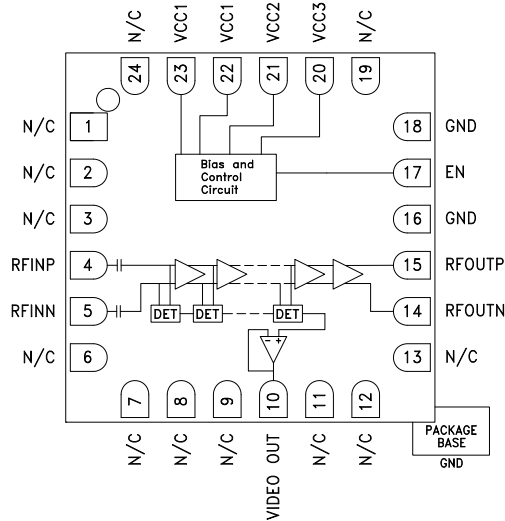 N/C
VCC1
VCC1
VCC2
VCC3
N/C
24
23
22
21
20
19
N/C
1
18
GND
N/C
2
Bias and
Control
Circuit
17
EN
N/C
3
16
GND
RFINP
4
15
RFOUTP
RFINN
5
DET
DET
DET
14
RFOUTN
- +
N/C
6
13
N/C
7
8
9
10
11
12
N/C
N/C
N/C
VIDEO OUT
N/C
N/C
PACKAGE
BASE
GND